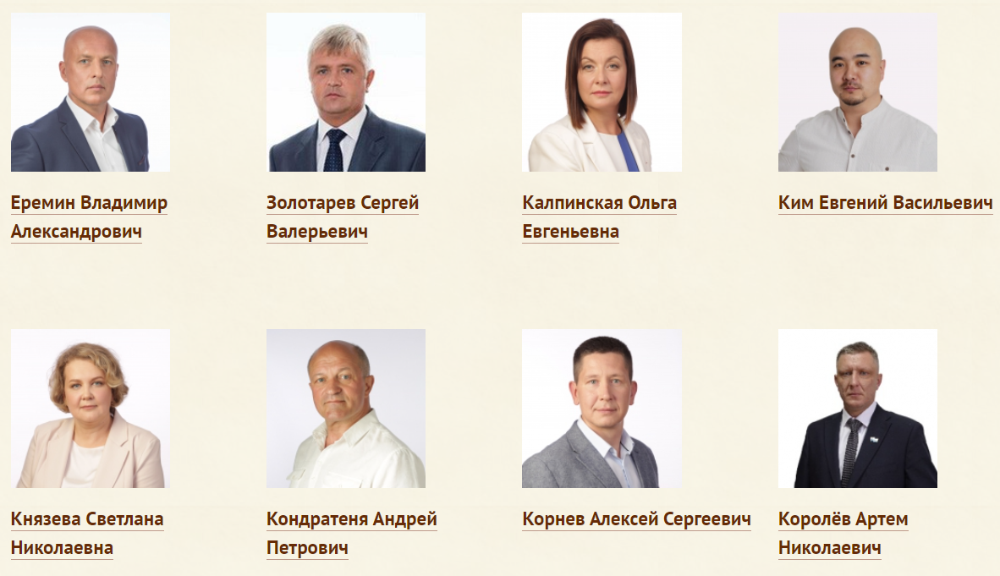 Еремин Владимир
Александрович
Золотарев Сергей
Валерьевич
Калпинская Ольга
Евгеньевна
Ким Евгений Васильевич
Князева Светлана
Николаевна
Кондратеня Андрей
Петрович
Корнев Алексей Сергеевич
Королёв Артем
Николаевич